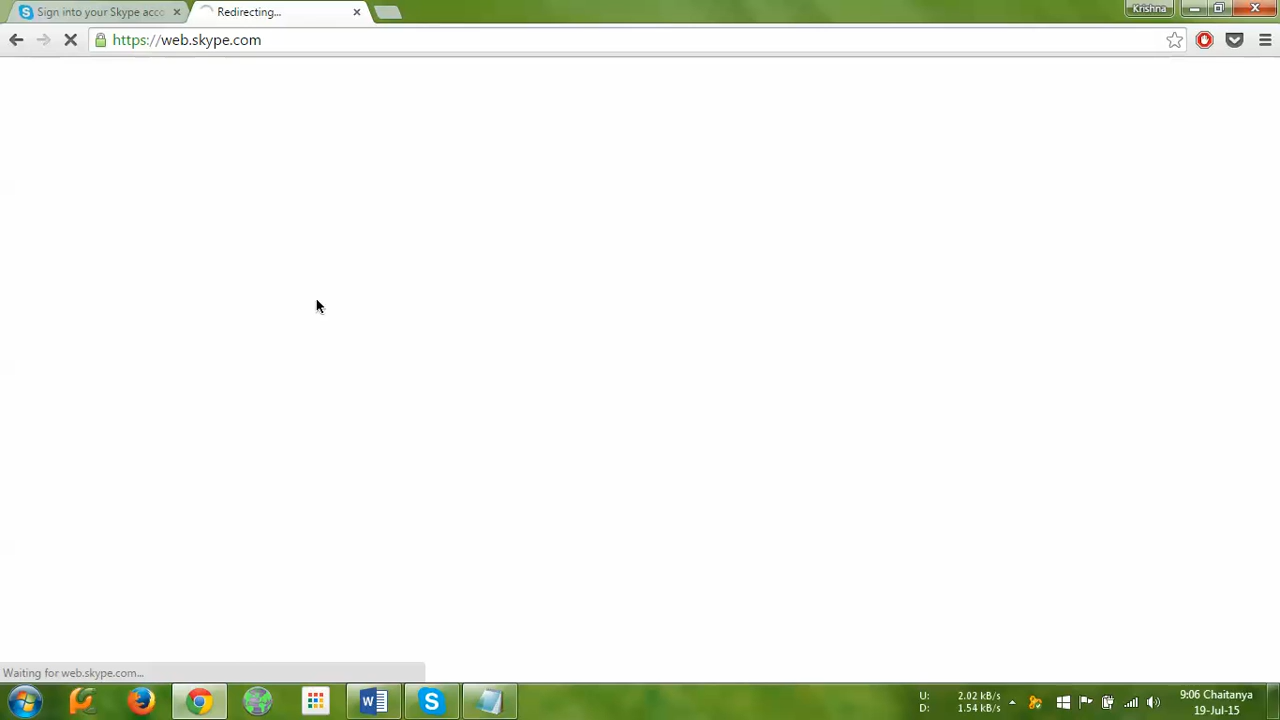 Sign into your Skype acco
Redirecting...
Krishna
https://web.skype.com
Waiting for web.skype.com...
U: 2.02 kB/s
D: 1.54 kB/s
9:06 Chaitanya
19-Jul-15